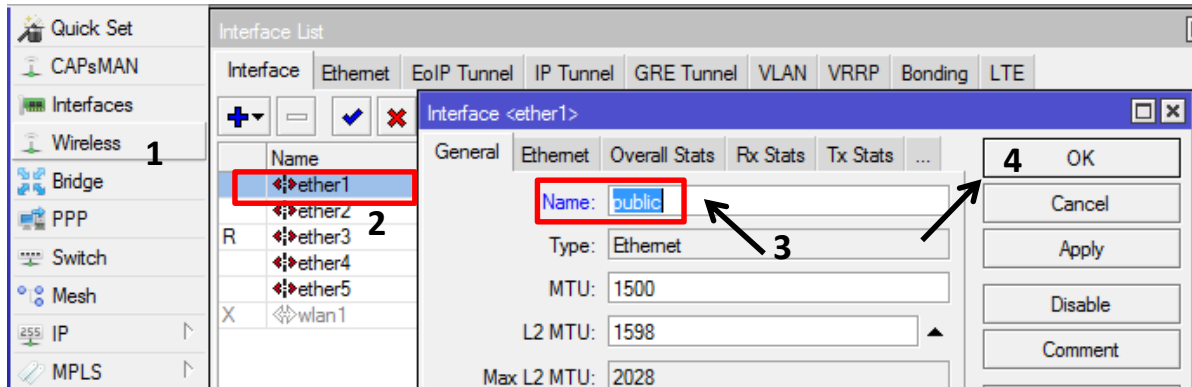 Quick Set
CAPsMAN
Interfaces
Wireless
1
Bridge
PPP
Switch
Mesh
255 IP
MPLS
Interface List
Interface Ethernet EoIP Tunnel IP Tunnel GRE Tunnel VLAN VRRP Bonding LTE
Name
ether1
ether2
2
R ether3
ether4
ether5
X wlan1
Interface <ether1>
General Ethernet Overall Stats Rx Stats Tx Stats ...
Name: public
3
Type: Ethernet
MTU: 1500
L2 MTU: 1598
Max L2 MTU: 2028
4
OK
Cancel
Apply
Disable
Comment